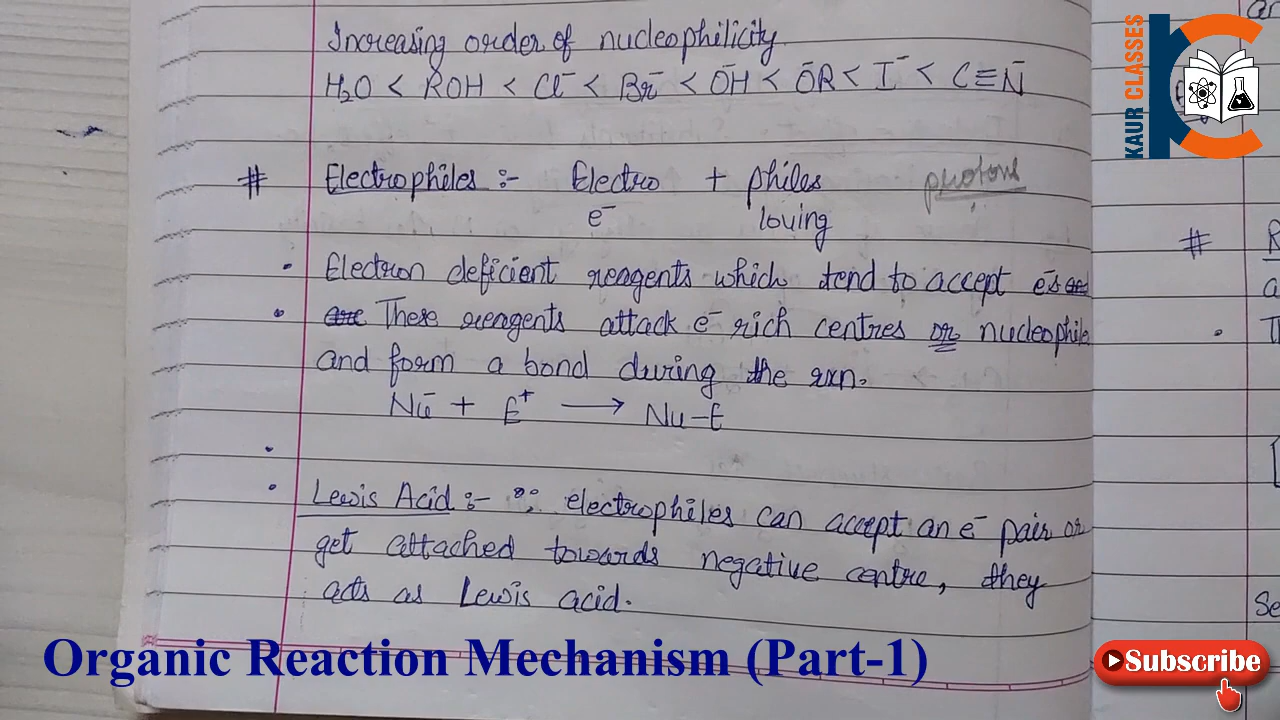 Increasing order of nucleophilicity
H₂O < ROH < Cl⁻ < Br⁻ < ŌH < ŌR < I⁻ < C≡N̄
# Electrophiles :- Electro + philes
photons
e⁻ loving
• Electron deficient reagents which tend to accept e⁻s
• These reagents attack e⁻ rich centres or nucleophile
and form a bond during the rxn.
Nu⁻ + E⁺ ⟶ Nu-E
•
• Lewis Acid :- ∵ electrophiles can accept an e⁻ pair or
get attached towards negative centre, they
acts as Lewis acid.
#
KAUR CLASSES
Organic Reaction Mechanism (Part-1)
Subscribe